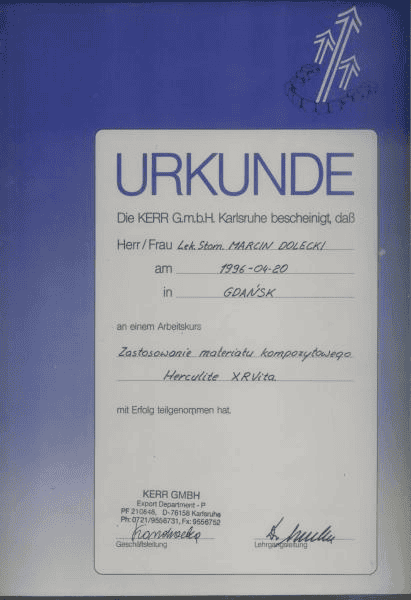 URKUNDE
Die KERR G.m.b.H. Karlsruhe bescheinigt, daß
Herr/Frau Lek. Stom. MARCIN DOLECKI
am 1996-04-20
in GDAŃSK
an einem Arbeitskurs
Zastosowanie materiału kompozytowego
Herculite XRVita.
mit Erfolg teilgenommen hat.
KERR GMBH
Export Department - P
PF 210848, D-76158 Karlsruhe
Ph: 0721/9556731, Fx: 9556752
Geschäftsleitung
Lehrgangsleitung